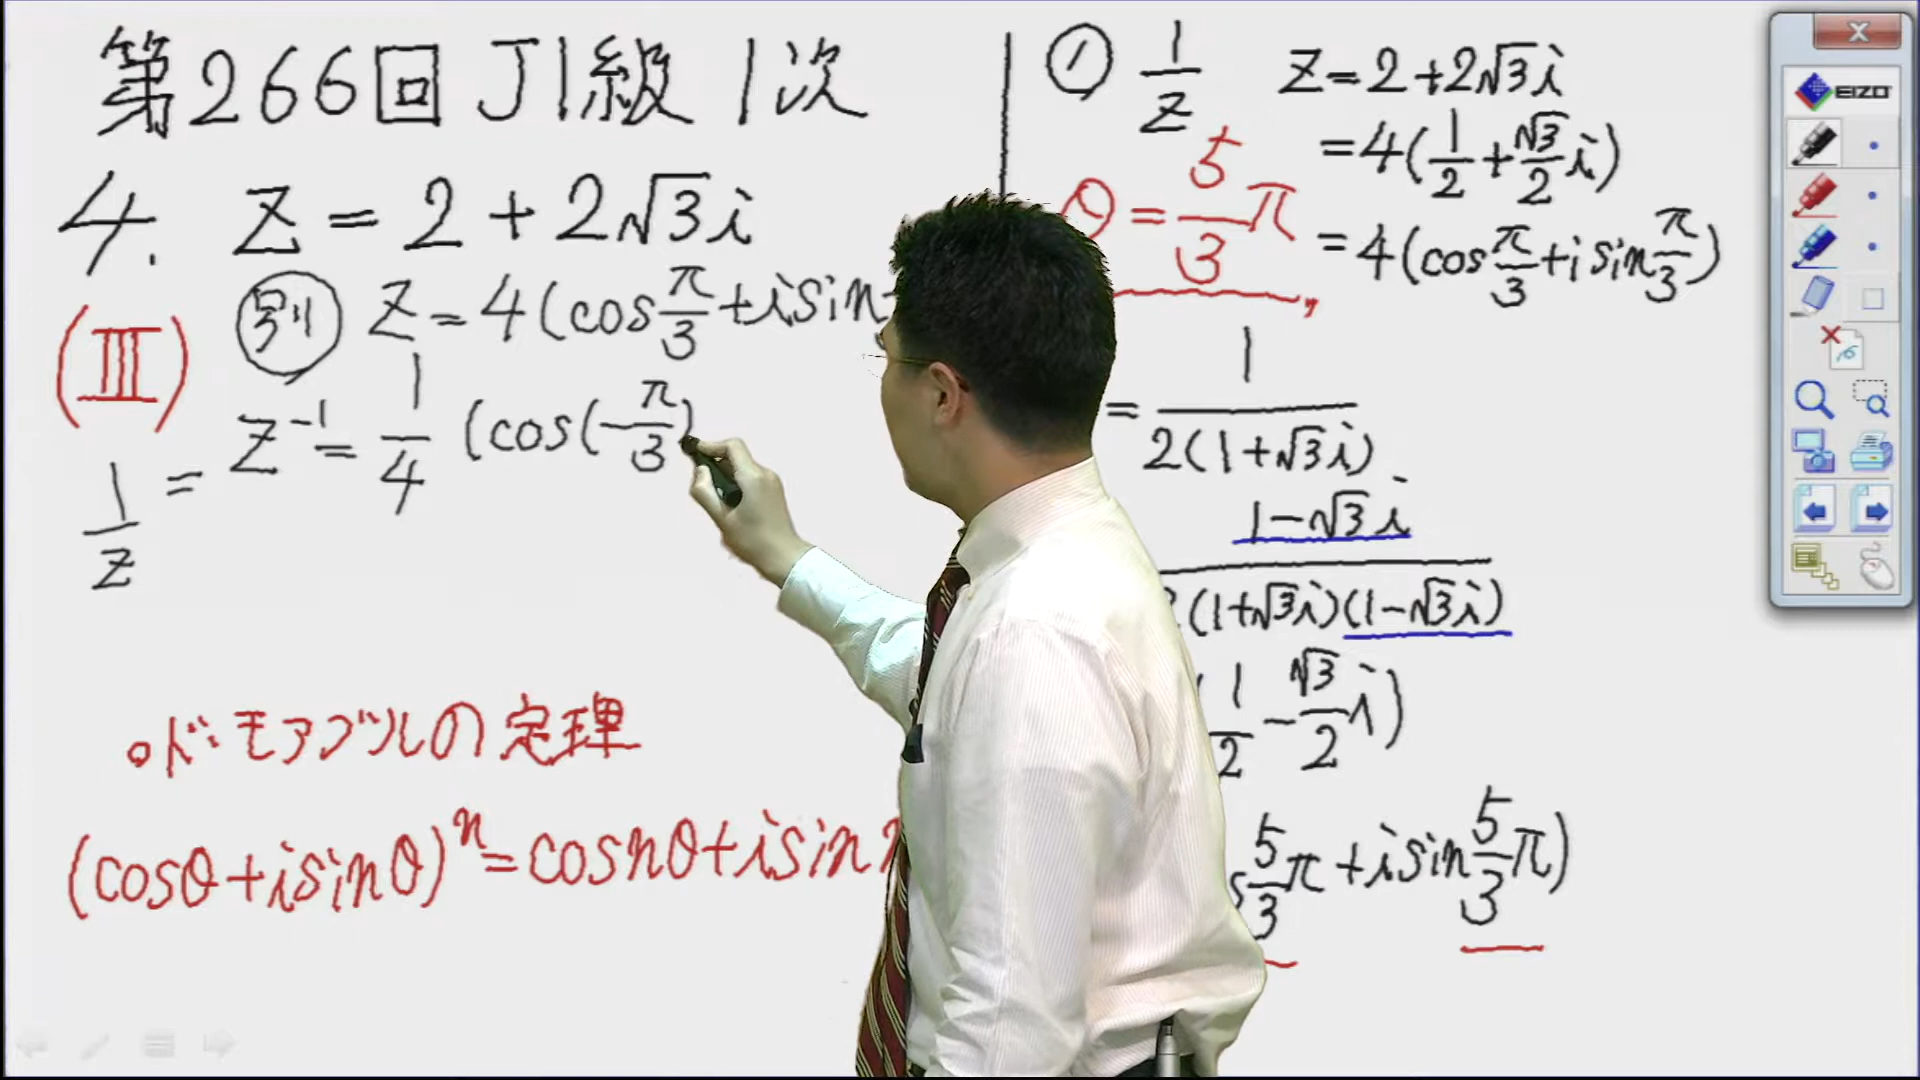 第266回 J1級 1次
4. z = 2 + 2√3i
(III)
別 z = 4(cos π/3 + i sin
1/z = z⁻¹ = 1/4 (cos(-π/3)
・ド・モアブルの定理
(cosθ + i sinθ)ⁿ = cos nθ + i sin n
① 1/z
θ = 5/3 π
z = 2 + 2√3i
= 4(1/2 + √3/2 i)
= 4(cos π/3 + i sin π/3)
= 1/2(1+√3i)
1-√3i
(1+√3i)(1-√3i)
1/2 - √3/2 i)
s 5/3 π + i sin 5/3 π)
EIZO